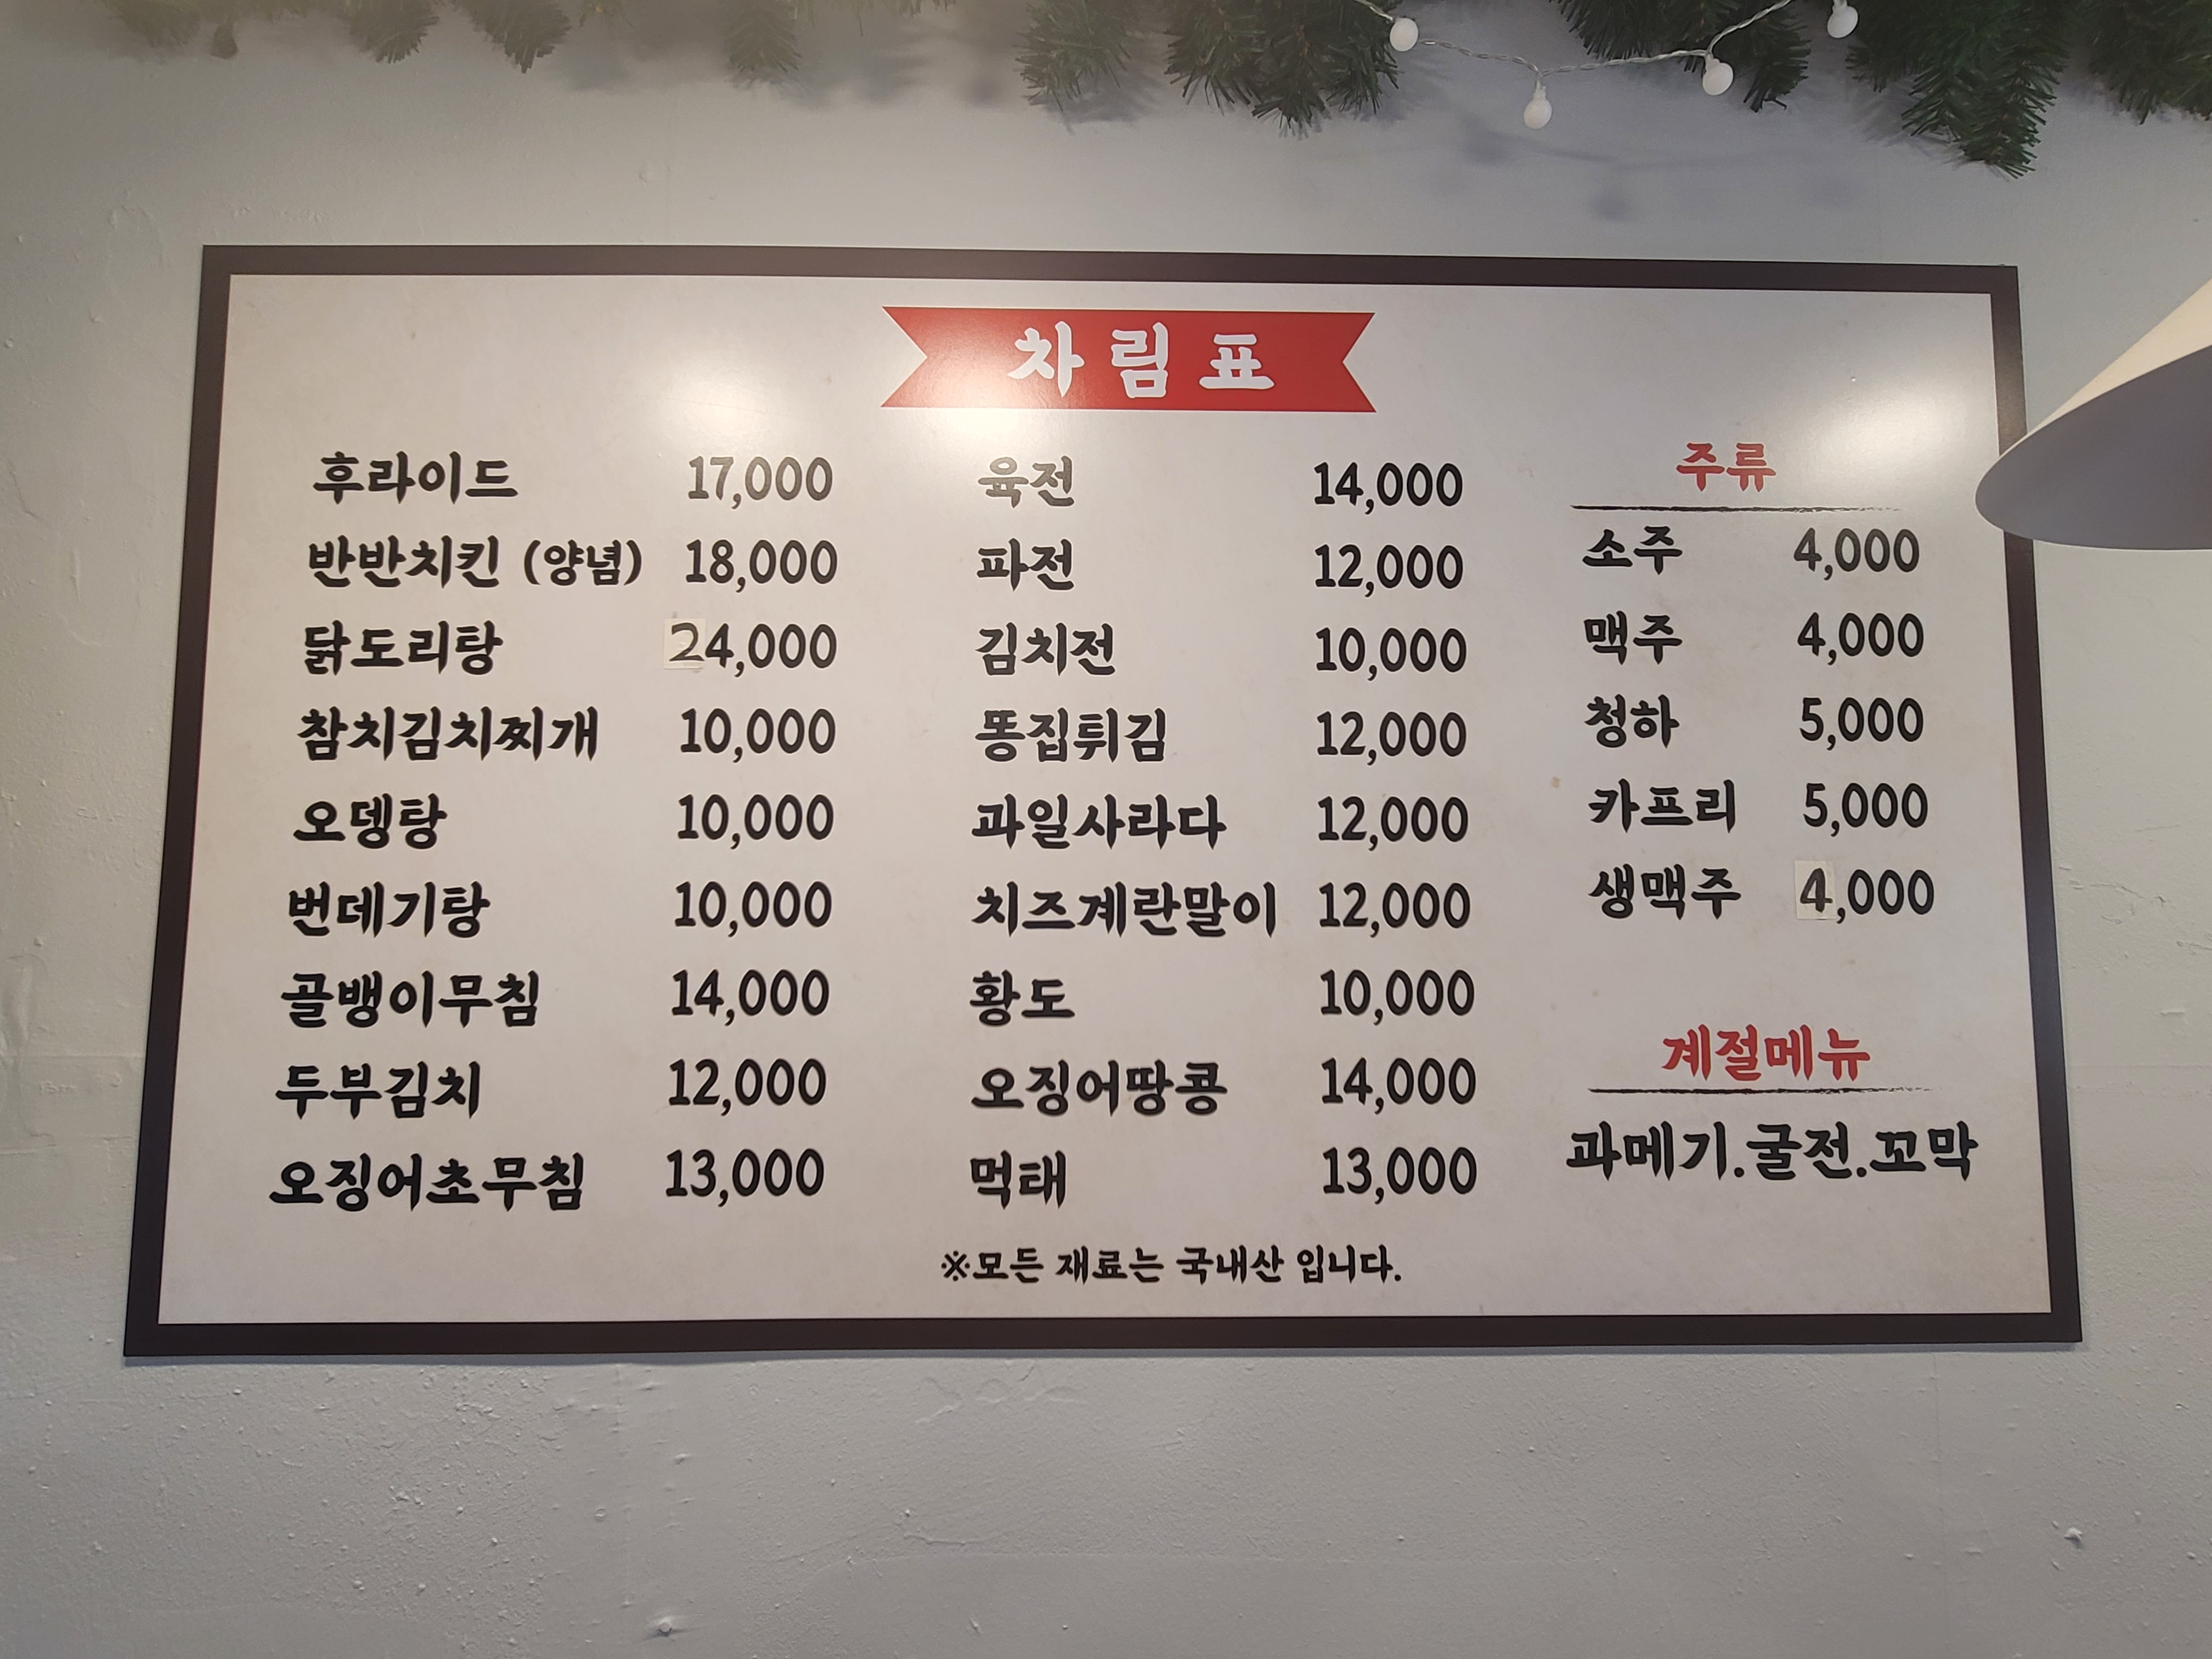 차림표
후라이드 17,000
반반치킨 (양념) 18,000
닭도리탕 24,000
참치김치찌개 10,000
오뎅탕 10,000
번데기탕 10,000
골뱅이무침 14,000
두부김치 12,000
오징어초무침 13,000
육전 14,000
파전 12,000
김치전 10,000
똥집튀김 12,000
과일사라다 12,000
치즈계란말이 12,000
황도 10,000
오징어땅콩 14,000
먹태 13,000
주류
소주 4,000
맥주 4,000
청하 5,000
카프리 5,000
생맥주 4,000
계절메뉴
과메기.굴전.꼬막
※모든 재료는 국내산 입니다.